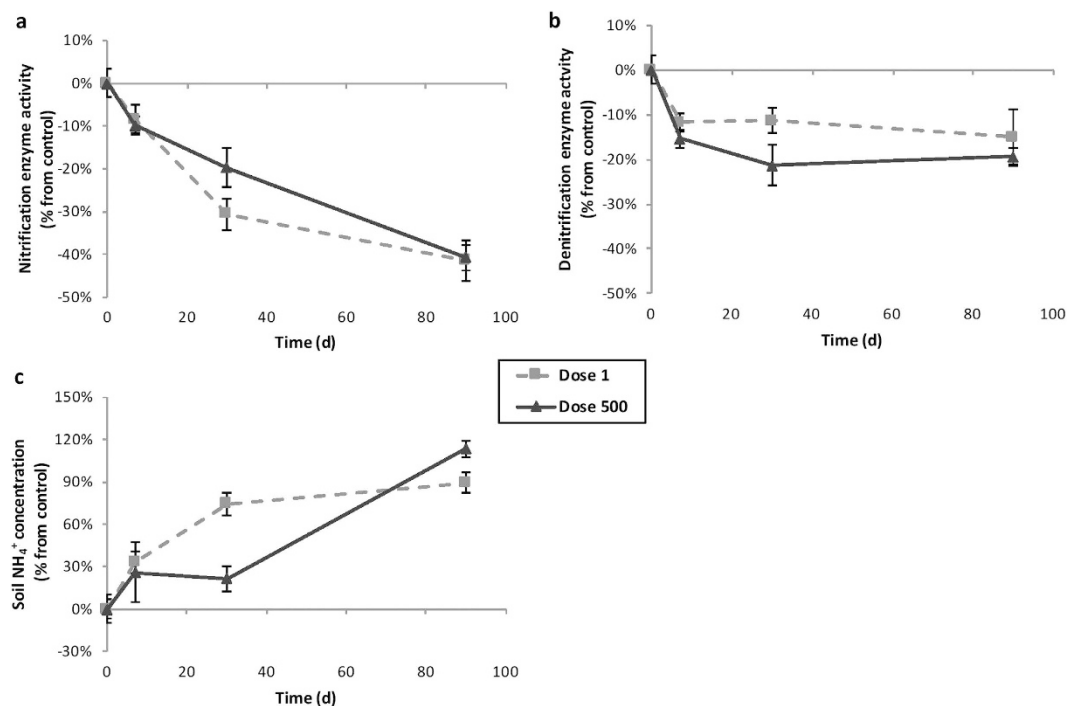 a
Nitrification enzyme activity
(% from control)
10%
0%
-10%
-20%
-30%
-40%
-50%
0 20 40 60 80 100
Time (d)
b
Denitrification enzyme actvity
(% from control)
10%
0%
-10%
-20%
-30%
-40%
-50%
0 20 40 60 80 100
Time (d)
c
Soil NH₄⁺ concentration
(% from control)
150%
120%
90%
60%
30%
0%
-30%
0 20 40 60 80 100
Time (d)
Dose 1
Dose 500